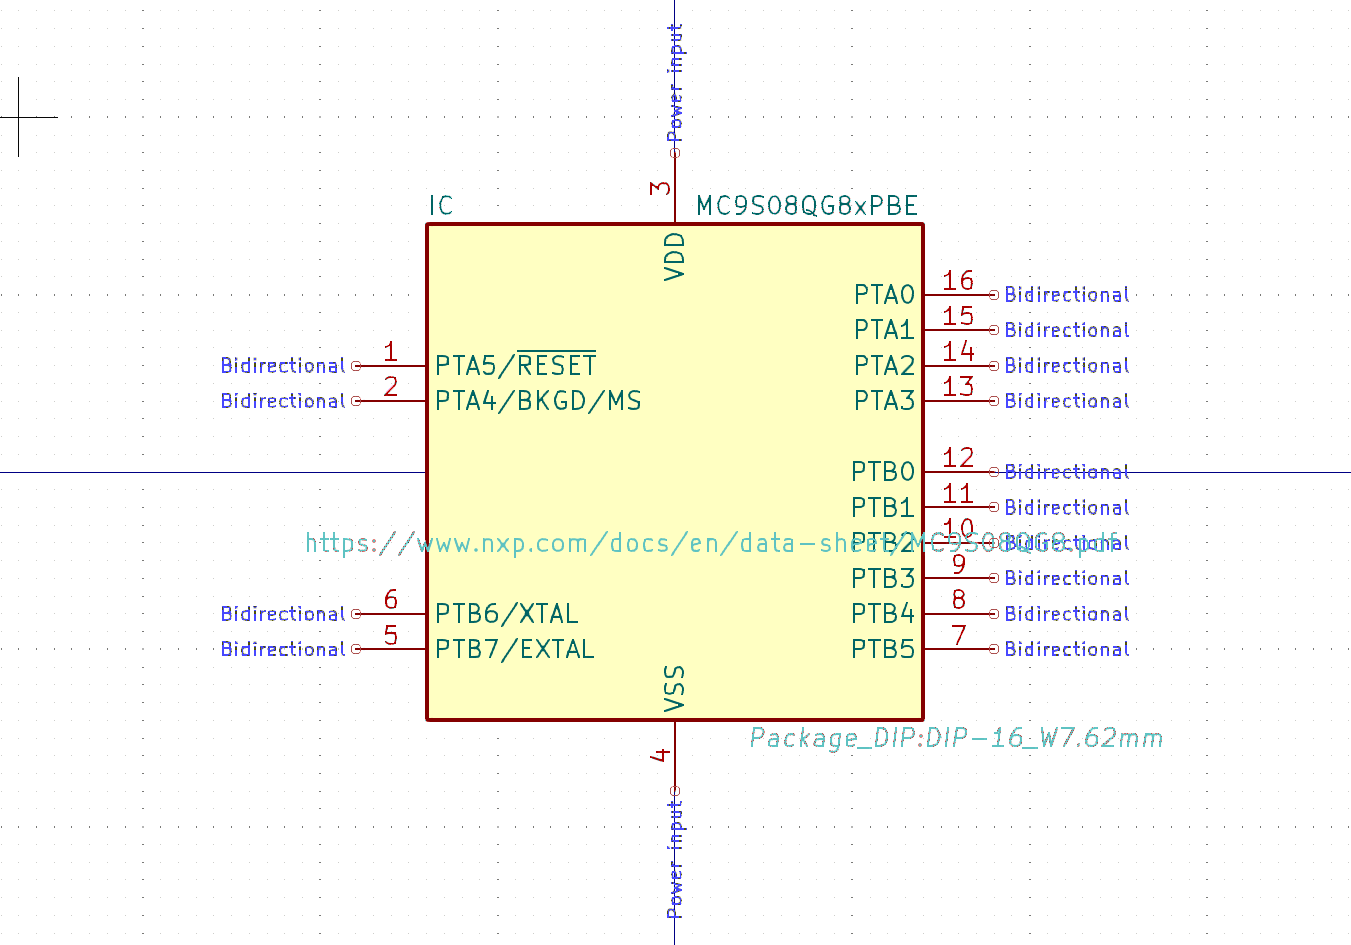 Power input
3
IC
MC9S08QG8xPBE
VDD
PTA0 16 Bidirectional
PTA1 15 Bidirectional
Bidirectional 1 PTA5/RESET
PTA2 14 Bidirectional
Bidirectional 2 PTA4/BKGD/MS
PTA3 13 Bidirectional
PTB0 12 Bidirectional
PTB1 11 Bidirectional
PTB2 10 Bidirectional
https://www.nxp.com/docs/en/data-sheet/MC9S08QG8.pdf
PTB3 9 Bidirectional
Bidirectional 6 PTB6/XTAL
PTB4 8 Bidirectional
Bidirectional 5 PTB7/EXTAL
PTB5 7 Bidirectional
VSS
Package_DIP:DIP-16_W7.62mm
4
Power input